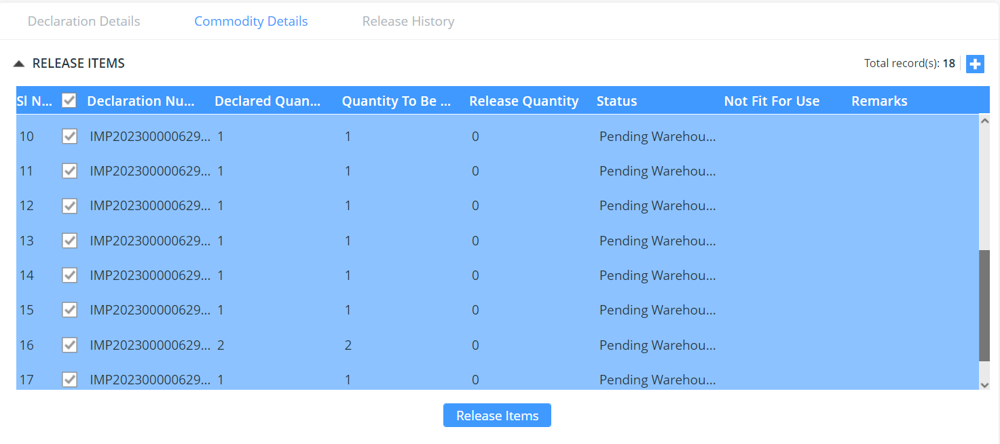 Declaration Details Commodity Details Release History
RELEASE ITEMS Total record(s): 18
Sl N... Declaration Nu... Declared Quan... Quantity To Be ... Release Quantity Status Not Fit For Use Remarks
10 IMP202300000629... 1 1 0 Pending Warehou...
11 IMP202300000629... 1 1 0 Pending Warehou...
12 IMP202300000629... 1 1 0 Pending Warehou...
13 IMP202300000629... 1 1 0 Pending Warehou...
14 IMP202300000629... 1 1 0 Pending Warehou...
15 IMP202300000629... 1 1 0 Pending Warehou...
16 IMP202300000629... 2 2 0 Pending Warehou...
17 IMP202300000629... 1 1 0 Pending Warehou...
Release Items